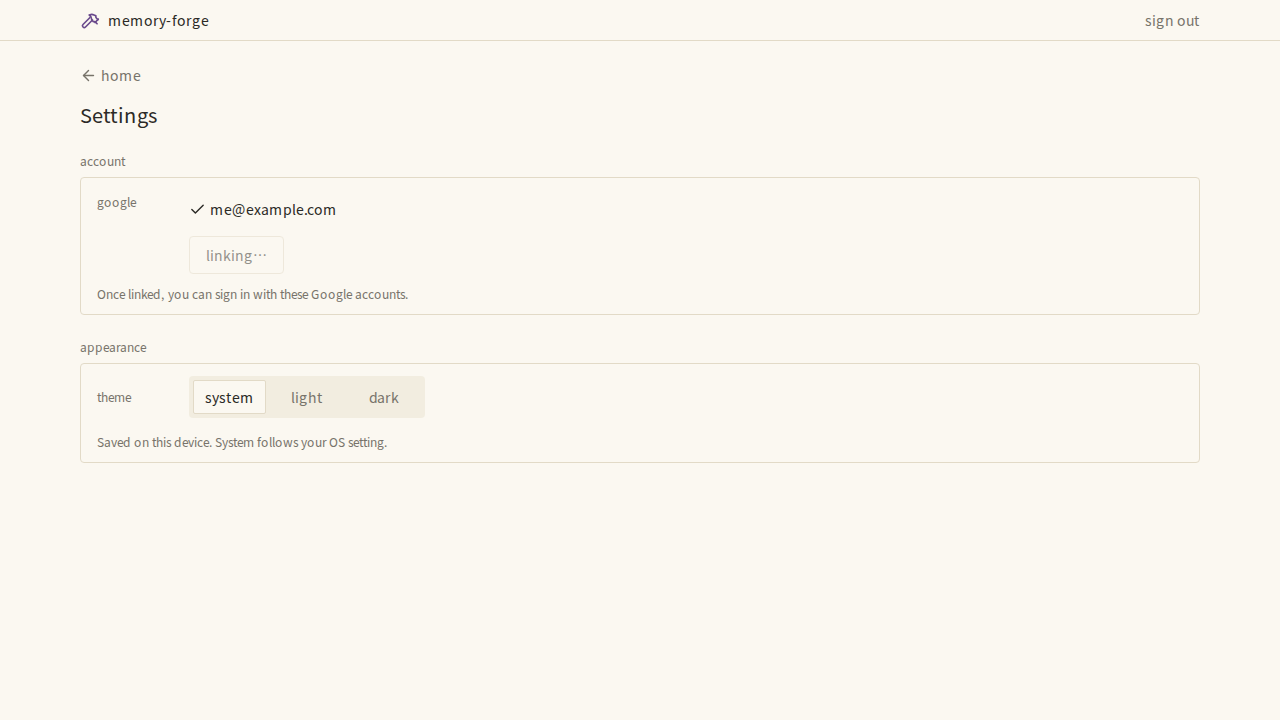 memory-forge
sign out
home
Settings
account
google
me@example.com
linking…
Once linked, you can sign in with these Google accounts.
appearance
theme
system
light
dark
Saved on this device. System follows your OS setting.